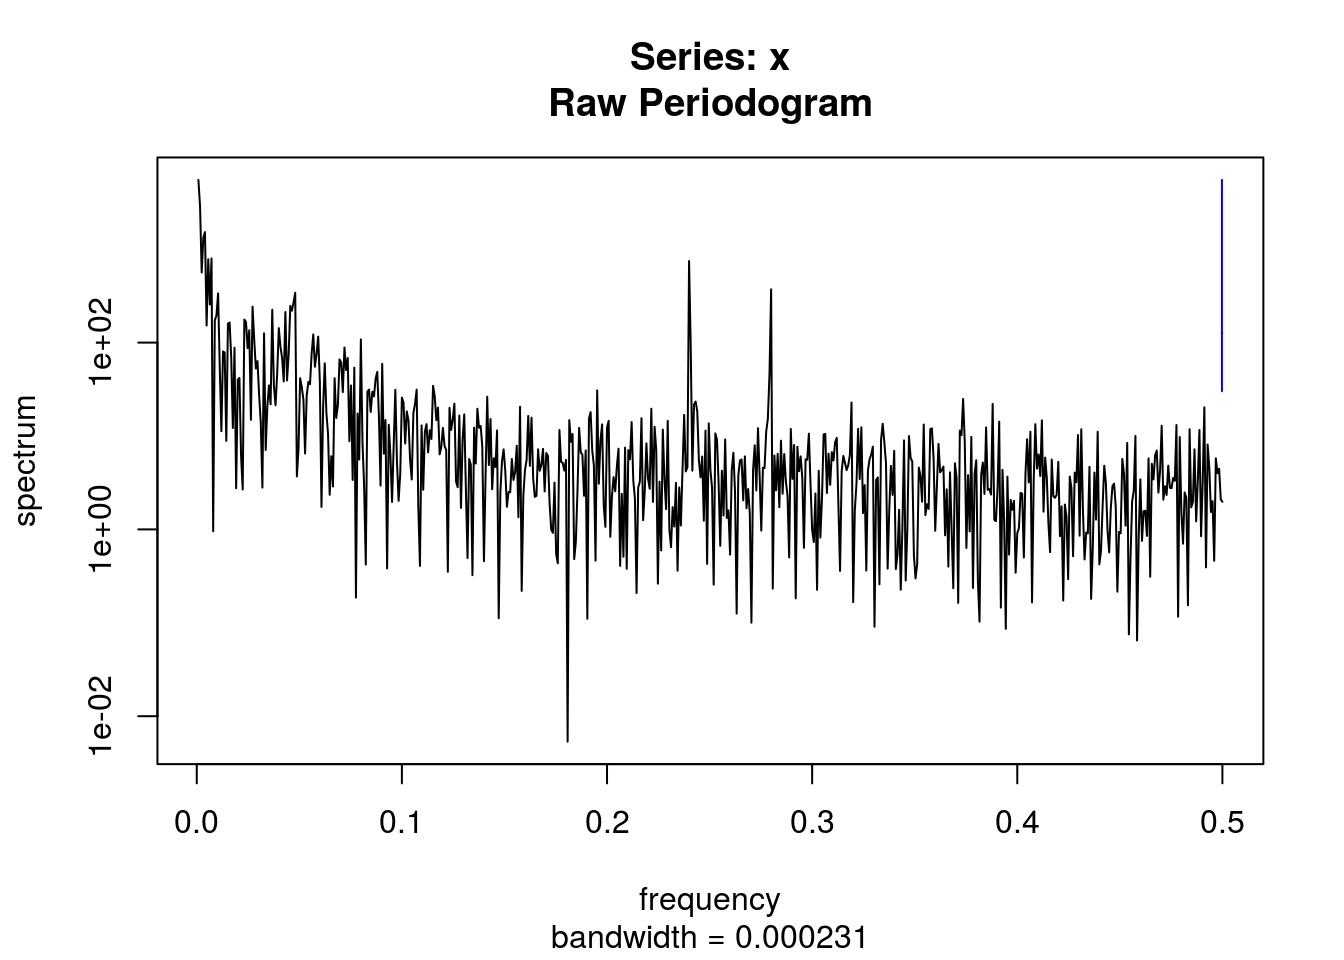 Series: x
Raw Periodogram
spectrum
1e+02
1e+00
1e-02
0.0
0.1
0.2
0.3
0.4
0.5
frequency
bandwidth = 0.000231